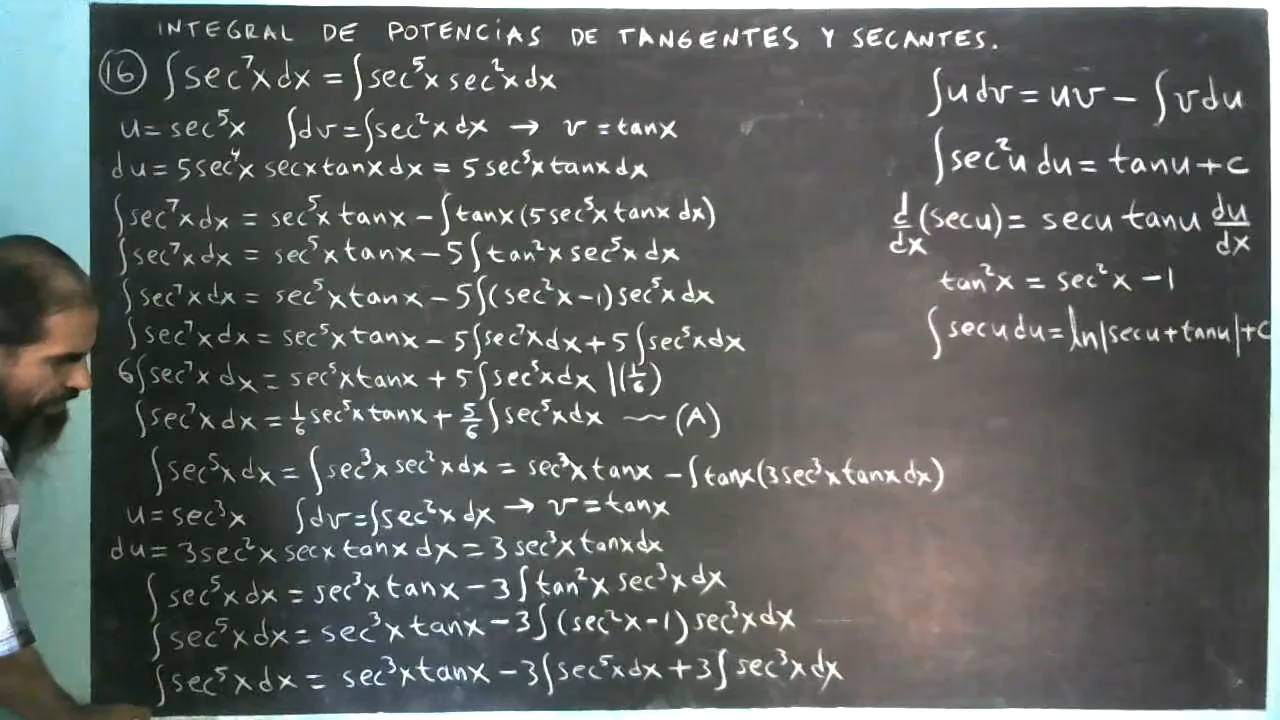 INTEGRAL DE POTENCIAS DE TANGENTES Y SECANTES.
(16) ∫sec⁷x dx = ∫sec⁵x sec²x dx
u = sec⁵x ∫dv = ∫sec²x dx → v = tanx
du = 5sec⁴x secx tanx dx = 5 sec⁵x tanx dx
∫sec⁷x dx = sec⁵x tanx − ∫tanx (5 sec⁵x tanx dx)
∫sec⁷x dx = sec⁵x tanx − 5∫tan²x sec⁵x dx
∫sec⁷x dx = sec⁵x tanx − 5∫(sec²x−1) sec⁵x dx
∫sec⁷x dx = sec⁵x tanx − 5∫sec⁷x dx + 5∫sec⁵x dx
6∫sec⁷x dx = sec⁵x tanx + 5∫sec⁵x dx |(1/6)
∫sec⁷x dx = 1/6 sec⁵x tanx + 5/6 ∫sec⁵x dx — (A)
∫sec⁵x dx = ∫sec³x sec²x dx = sec³x tanx − ∫tanx(3sec³x tanx dx)
u = sec³x ∫dv = ∫sec²x dx → v = tanx
du = 3sec²x secx tanx dx = 3 sec³x tanx dx
∫sec⁵x dx = sec³x tanx − 3∫tan²x sec³x dx
∫sec⁵x dx = sec³x tanx − 3∫(sec²x−1) sec³x dx
∫sec⁵x dx = sec³x tanx − 3∫sec⁵x dx + 3∫sec³x dx
∫u dv = uv − ∫v du
∫sec²u du = tanu + c
d/dx (secu) = secu tanu du/dx
tan²x = sec²x − 1
∫secu du = ln|secu + tanu| + c